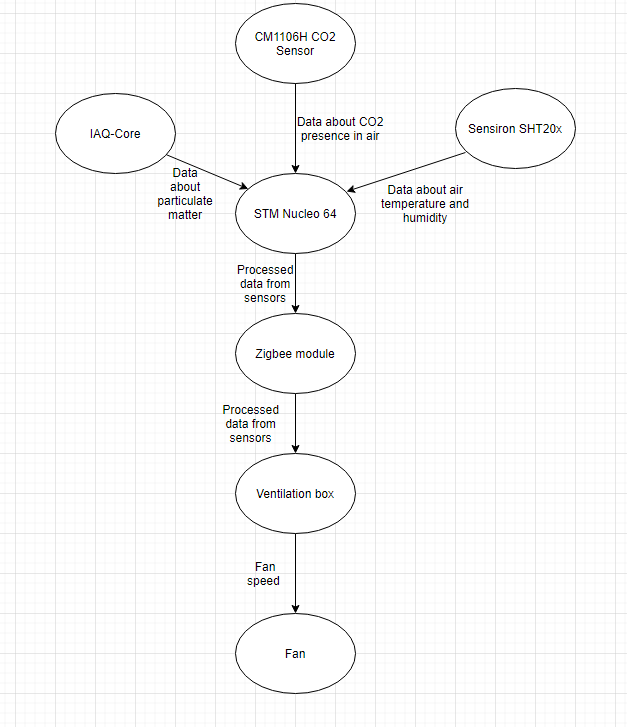 CM1106H CO2
Sensor
IAQ-Core
Data about CO2
presence in air
Sensiron SHT20x
Data
about
particulate
matter
STM Nucleo 64
Data about air
temperature and
humidity
Processed
data from
sensors
Zigbee module
Processed
data from
sensors
Ventilation box
Fan
speed
Fan